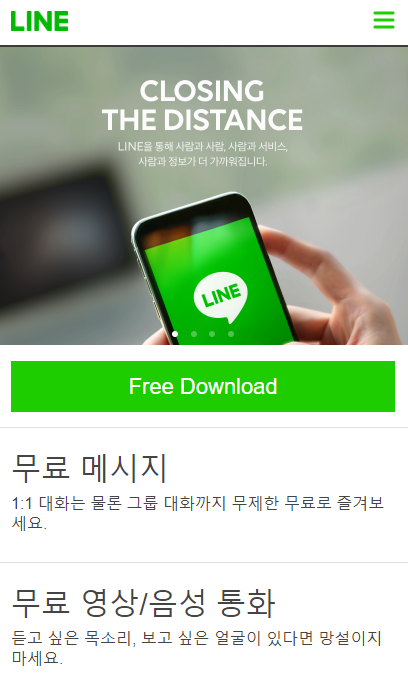 LINE
CLOSING
THE DISTANCE
LINE을 통해 사람과 사람, 사람과 서비스,
사람과 정보가 더 가까워집니다.
LINE
Free Download
무료 메시지
1:1 대화는 물론 그룹 대화까지 무제한 무료로 즐겨보
세요.
무료 영상/음성 통화
듣고 싶은 목소리, 보고 싶은 얼굴이 있다면 망설이지
마세요.